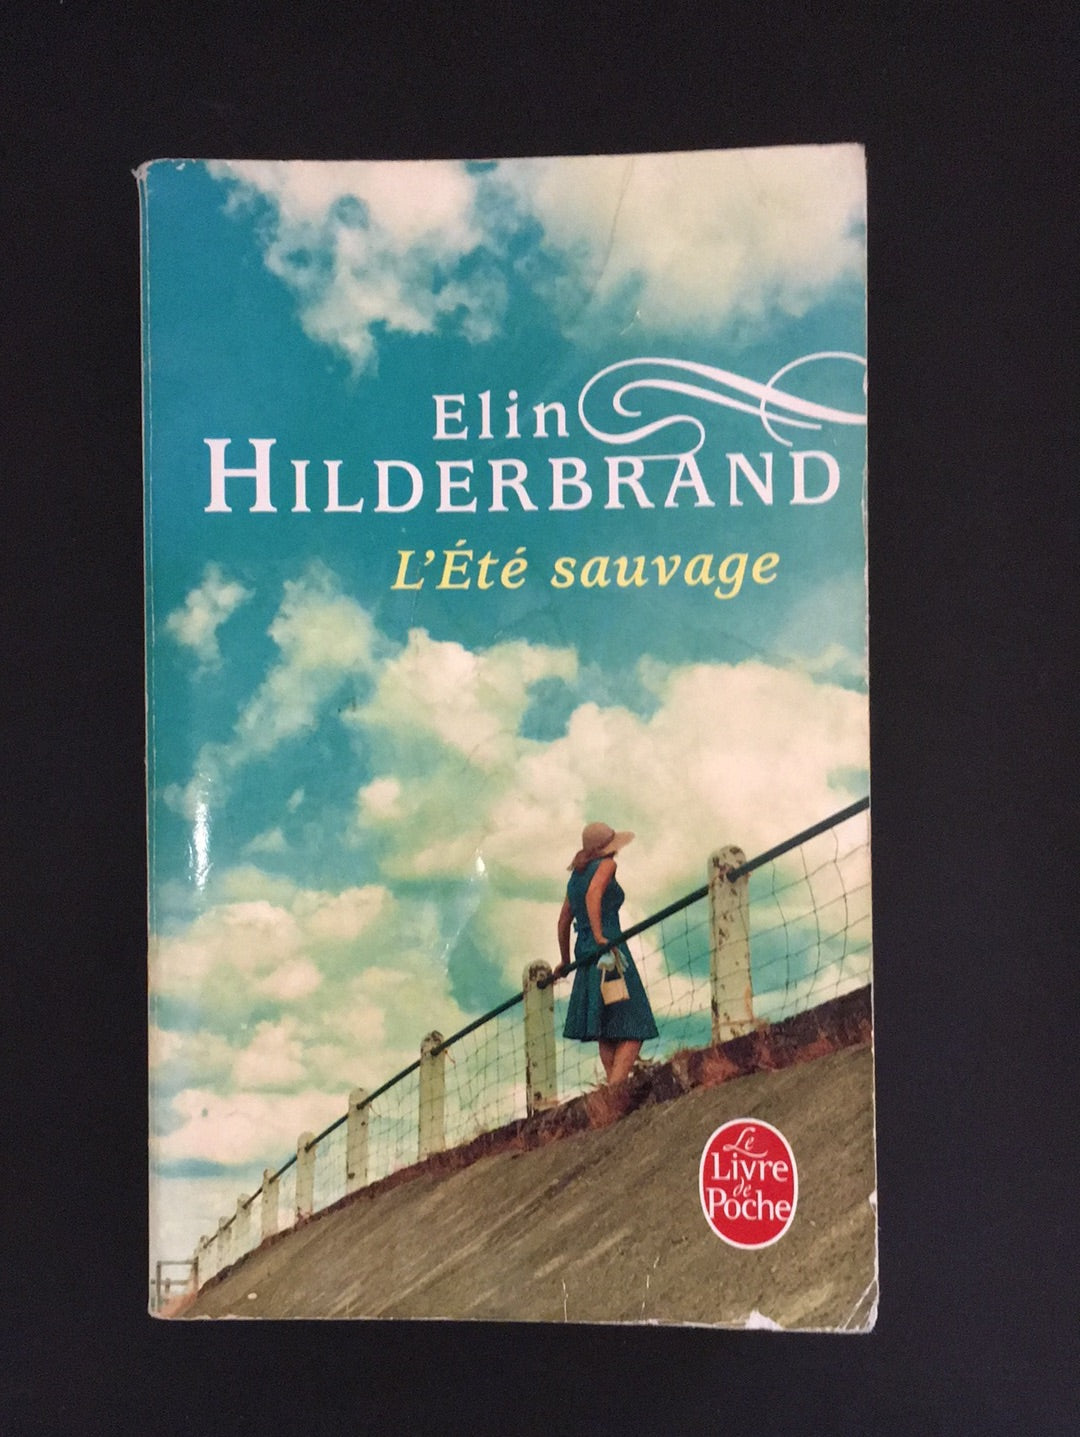 Elin
HILDERBRAND
L'Été sauvage
Le
Livre
de
Poche